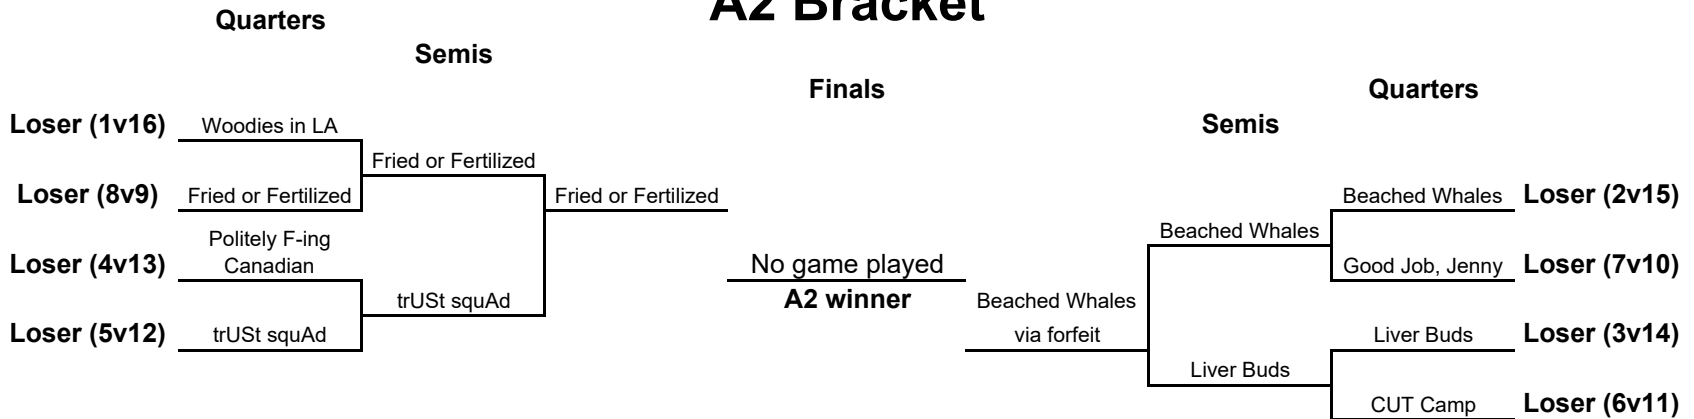 A2 Bracket
Quarters
Semis
Finals
Quarters
Semis
Loser (1v16)
Woodies in LA
Fried or Fertilized
Loser (8v9)
Fried or Fertilized
Fried or Fertilized
Politely F-ing
Canadian
Loser (4v13)
trUSt squAd
Loser (5v12)
trUSt squAd
No game played
A2 winner
Beached Whales
via forfeit
Beached Whales
Liver Buds
Beached Whales
Loser (2v15)
Good Job, Jenny
Loser (7v10)
Liver Buds
Loser (3v14)
CUT Camp
Loser (6v11)